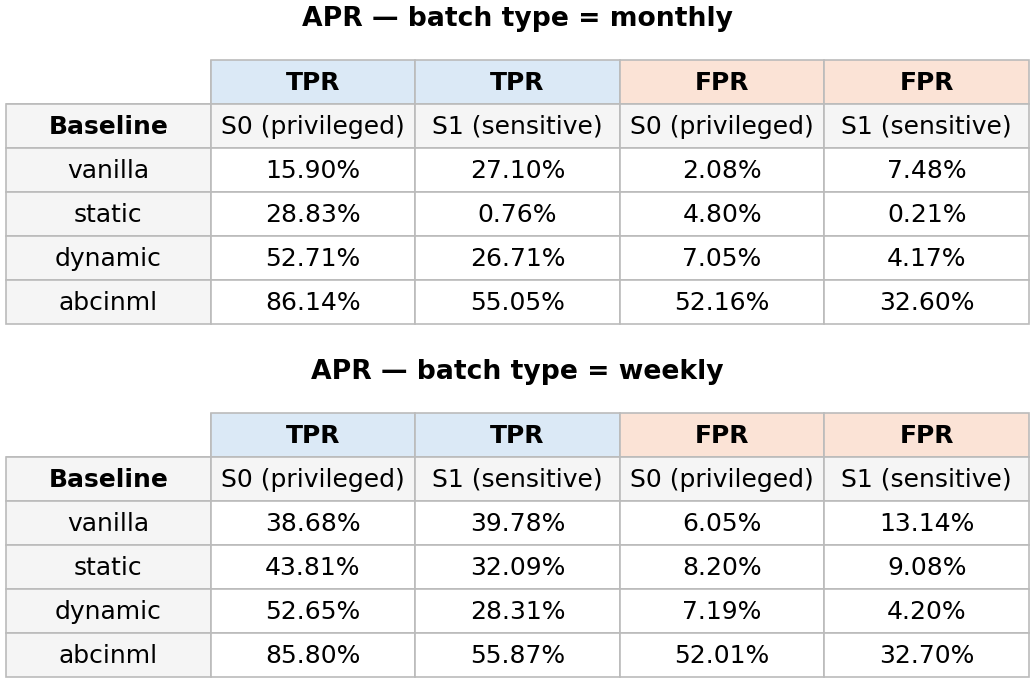 APR — batch type = monthly
TPR TPR FPR FPR
Baseline S0 (privileged) S1 (sensitive) S0 (privileged) S1 (sensitive)
vanilla 15.90% 27.10% 2.08% 7.48%
static 28.83% 0.76% 4.80% 0.21%
dynamic 52.71% 26.71% 7.05% 4.17%
abcinml 86.14% 55.05% 52.16% 32.60%
APR — batch type = weekly
TPR TPR FPR FPR
Baseline S0 (privileged) S1 (sensitive) S0 (privileged) S1 (sensitive)
vanilla 38.68% 39.78% 6.05% 13.14%
static 43.81% 32.09% 8.20% 9.08%
dynamic 52.65% 28.31% 7.19% 4.20%
abcinml 85.80% 55.87% 52.01% 32.70%